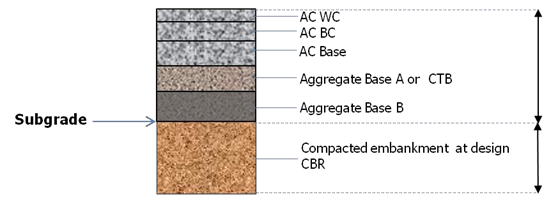 AC WC
AC BC
AC Base
Aggregate Base A or CTB
Aggregate Base B
Subgrade
Compacted embankment at design
CBR